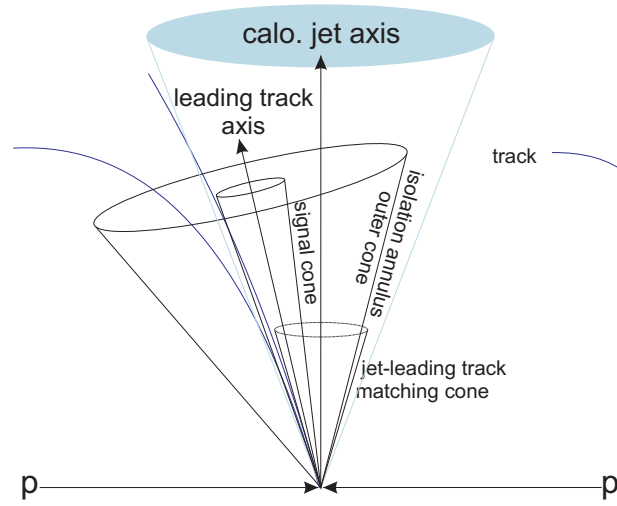 calo. jet axis
leading track
axis
track
isolation annulus
outer cone
signal cone
jet-leading track
matching cone
p
p